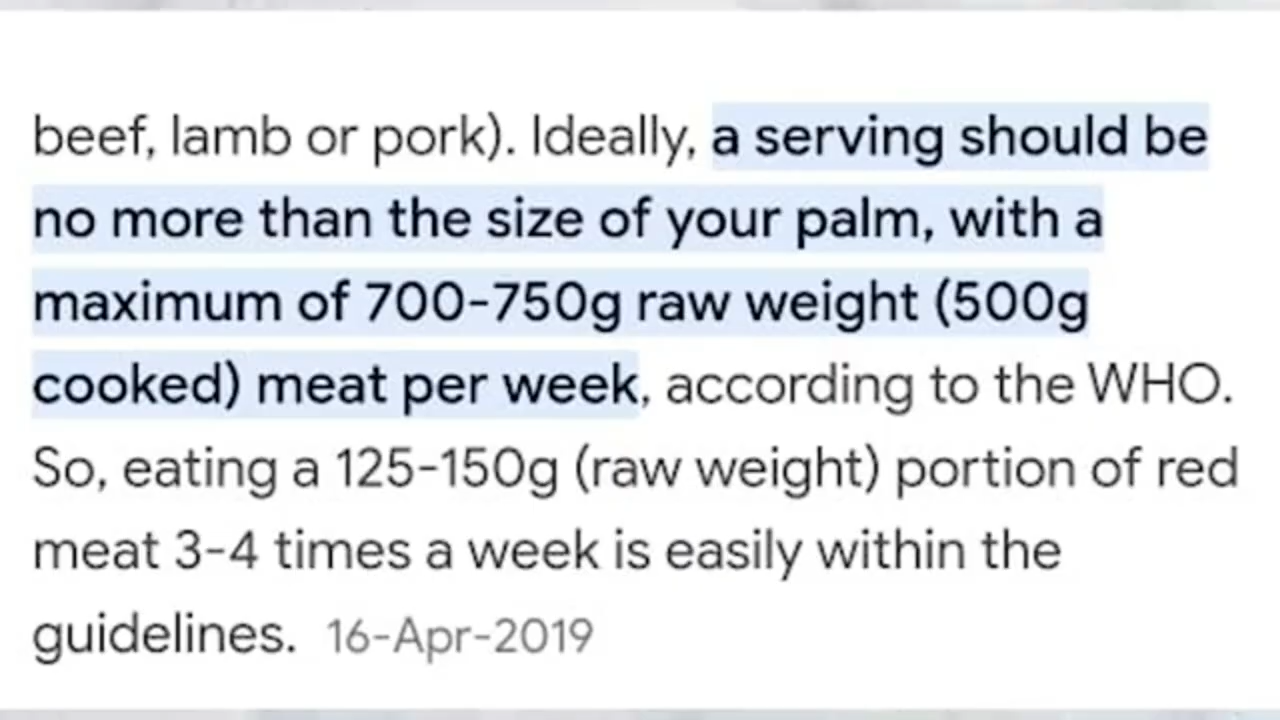 beef, lamb or pork). Ideally, a serving should be
no more than the size of your palm, with a
maximum of 700-750g raw weight (500g
cooked) meat per week, according to the WHO.
So, eating a 125-150g (raw weight) portion of red
meat 3-4 times a week is easily within the
guidelines. 16-Apr-2019